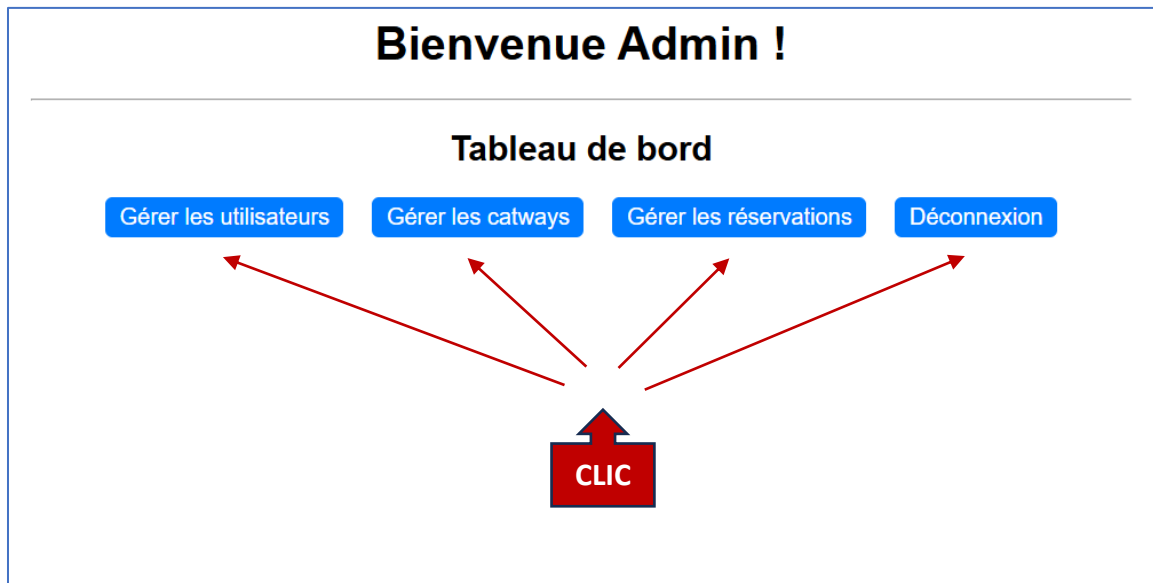 Bienvenue Admin !
Tableau de bord
Gérer les utilisateurs Gérer les catways Gérer les réservations Déconnexion
CLIC